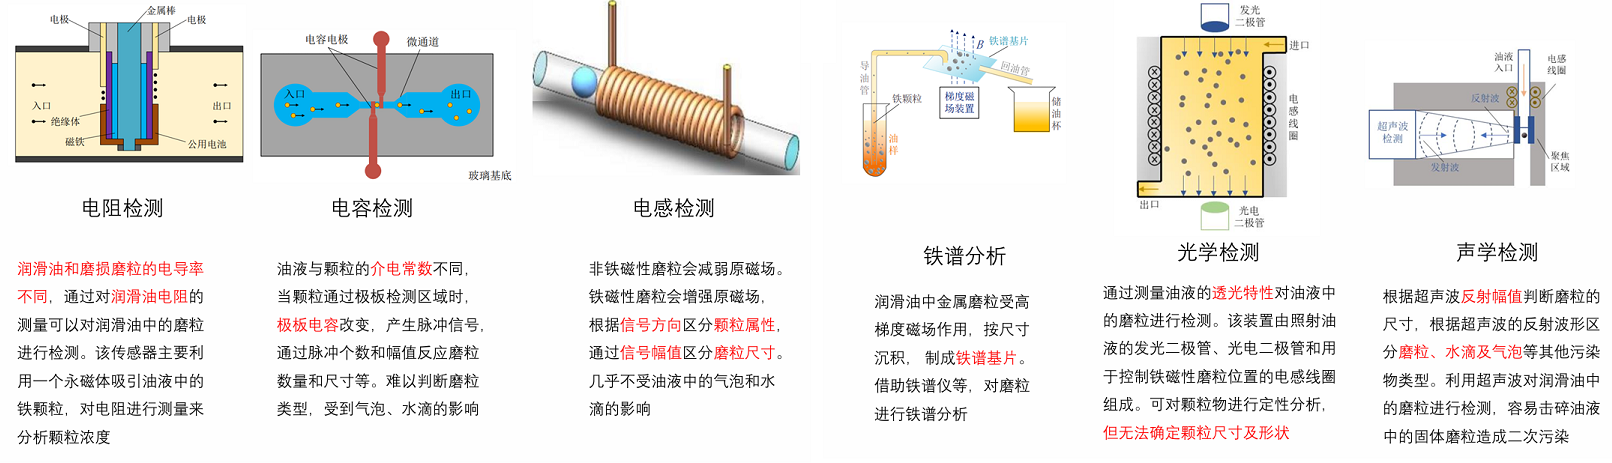 电极
金属棒
电极
入口
出口
绝缘体
磁铁
公用电池
电阻检测
润滑油和磨损磨粒的电导率
不同，通过对润滑油电阻的
测量可以对润滑油中的磨粒
进行检测。该传感器主要利
用一个永磁体吸引油液中的
铁颗粒，对电阻进行测量来
分析颗粒浓度
电容电极
微通道
入口
出口
玻璃基底
电容检测
油液与颗粒的介电常数不同，
当颗粒通过极板检测区域时，
极板电容改变，产生脉冲信号，
通过脉冲个数和幅值反应磨粒
数量和尺寸等。难以判断磨粒
类型，受到气泡、水滴的影响
电感检测
非铁磁性磨粒会减弱原磁场。
铁磁性磨粒会增强原磁场，
根据信号方向区分颗粒属性，
通过信号幅值区分磨粒尺寸。
几乎不受油液中的气泡和水
滴的影响
B
铁谱基片
导油管
回油管
铁颗粒
梯度磁
场装置
储油杯
油样
铁谱分析
润滑油中金属磨粒受高
梯度磁场作用，按尺寸
沉积， 制成铁谱基片。
借助铁谱仪等，对磨粒
进行铁谱分析
发光
二极管
进口
电感线圈
出口
光电
二极管
光学检测
通过测量油液的透光特性对油液中
的磨粒进行检测。该装置由照射油
液的发光二极管、光电二极管和用
于控制铁磁性磨粒位置的电感线圈
组成。可对颗粒物进行定性分析，
但无法确定颗粒尺寸及形状
油液
入口
电感
线圈
反射波
超声波
检测
发射波
聚焦
区域
声学检测
根据超声波反射幅值判断磨粒的
尺寸，根据超声波的反射波形区
分磨粒、水滴及气泡等其他污染
物类型。利用超声波对润滑油中
的磨粒进行检测，容易击碎油液
中的固体磨粒造成二次污染